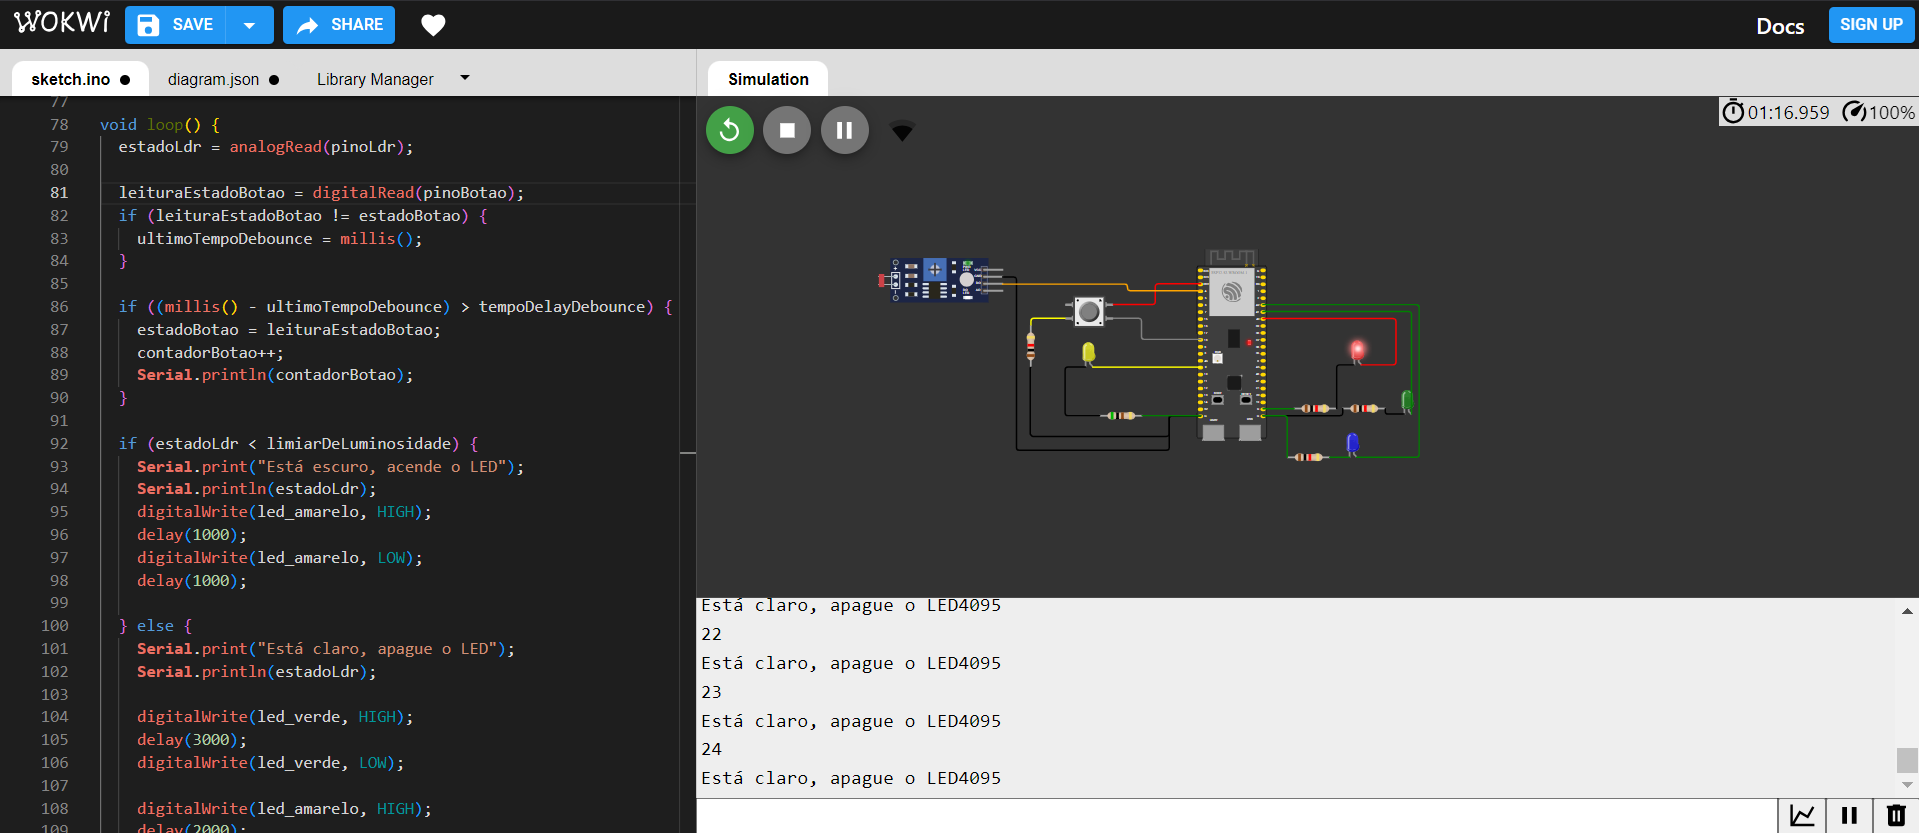 WOKWI
SAVE
SHARE
Docs
SIGN UP
sketch.ino ●
diagram.json ●
Library Manager
Simulation
01:16.959
100%
77
78 void loop() {
79 estadoLdr = analogRead(pinoLdr);
80
81 leituraEstadoBotao = digitalRead(pinoBotao);
82 if (leituraEstadoBotao != estadoBotao) {
83 ultimoTempoDebounce = millis();
84 }
85
86 if ((millis() - ultimoTempoDebounce) > tempoDelayDebounce) {
87 estadoBotao = leituraEstadoBotao;
88 contadorBotao++;
89 Serial.println(contadorBotao);
90 }
91
92 if (estadoLdr < limiarDeLuminosidade) {
93 Serial.print("Está escuro, acende o LED");
94 Serial.println(estadoLdr);
95 digitalWrite(led_amarelo, HIGH);
96 delay(1000);
97 digitalWrite(led_amarelo, LOW);
98 delay(1000);
99
100 } else {
101 Serial.print("Está claro, apague o LED");
102 Serial.println(estadoLdr);
103
104 digitalWrite(led_verde, HIGH);
105 delay(3000);
106 digitalWrite(led_verde, LOW);
107
108 digitalWrite(led_amarelo, HIGH);
109 delay(2000);
Está claro, apague o LED4095
22
Está claro, apague o LED4095
23
Está claro, apague o LED4095
24
Está claro, apague o LED4095